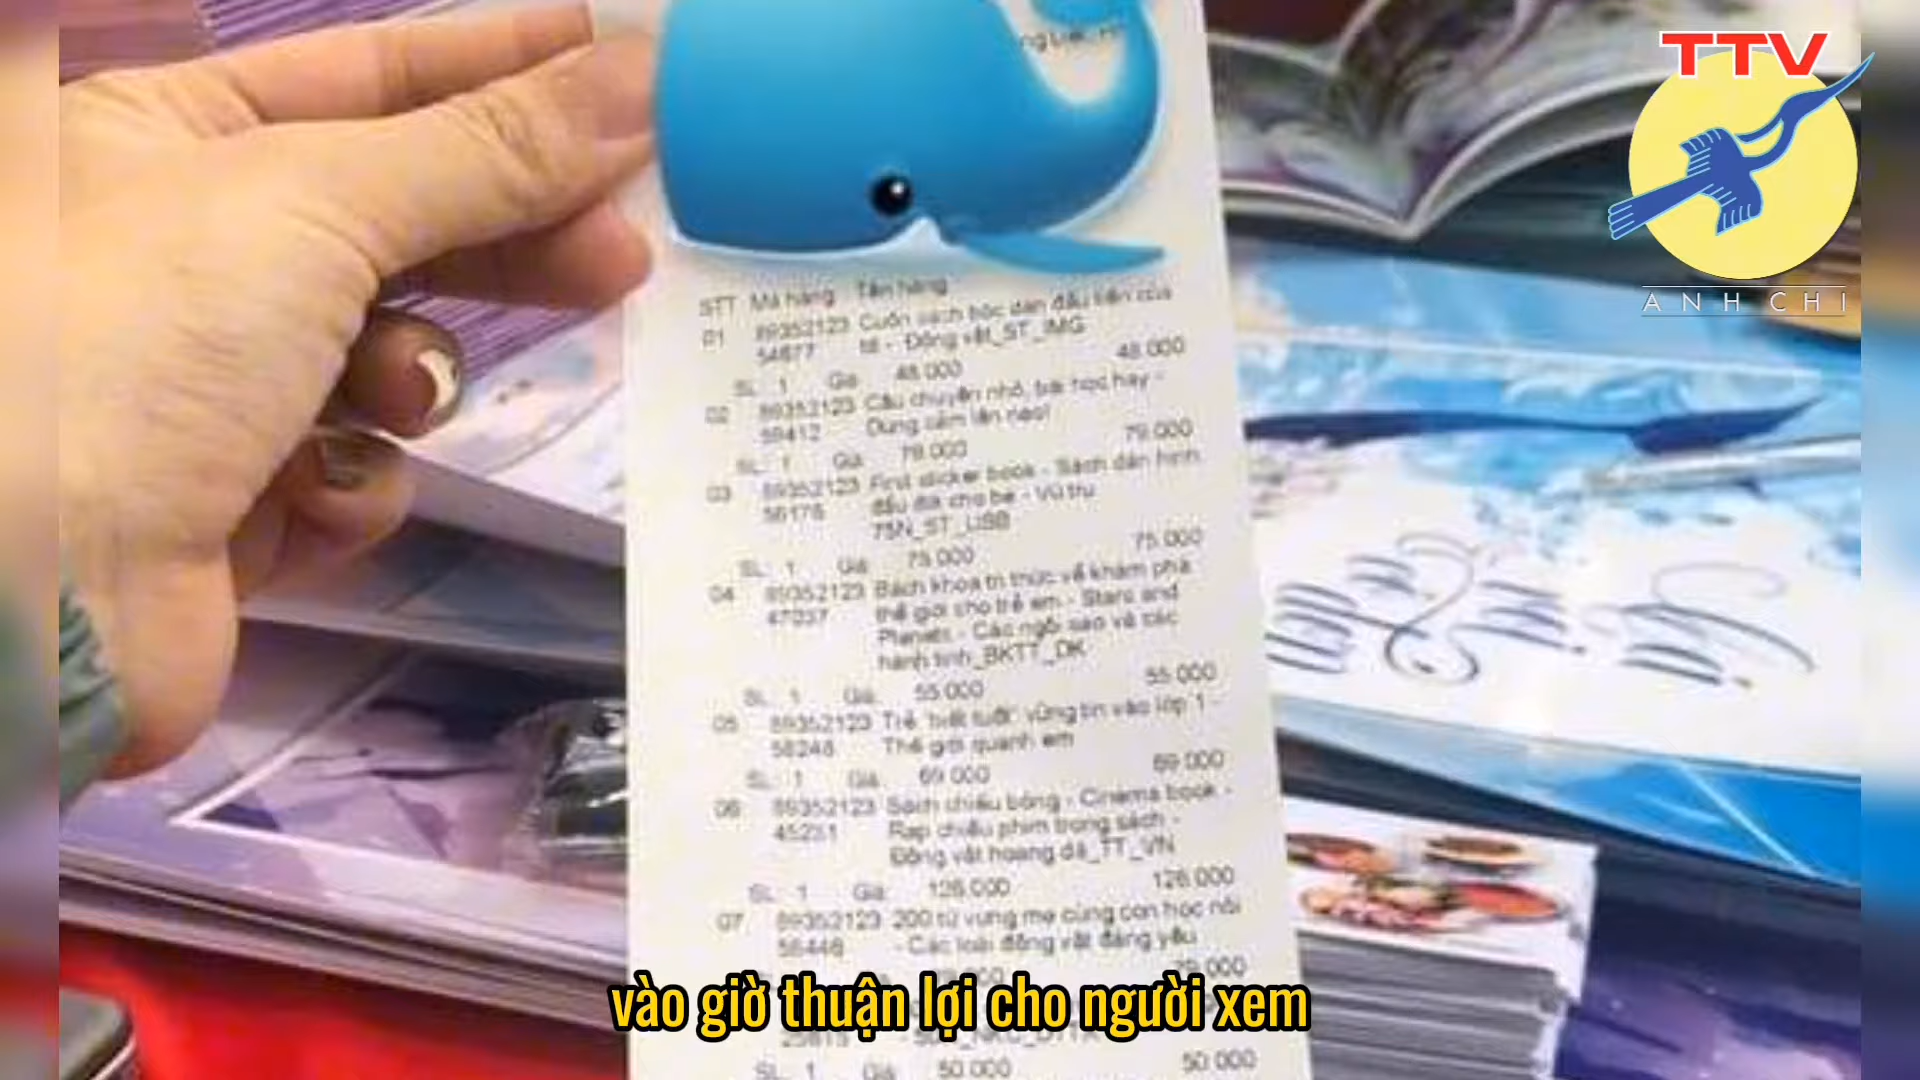 TTV
ANH CHI
STT Mã hàng Tên hàng
01 89352123 Cuốn sách bóc dán đầu tiên của
54877 tớ - Động vật_ST_IMG
48.000
SL 1 Giá 48.000
02 89352123 Câu chuyện nhỏ, bài học hay -
59412 Dũng cảm lên nào!
79.000
SL 1 Giá 79.000
03 89352123 First sticker book - Sách dán hình
56176 đầu đời cho bé - Vũ trụ
75N_ST_USB
75.000
SL 1 Giá 75.000
04 89352123 Bách khoa tri thức về khám phá
47037 thế giới cho trẻ em - Stars and
Planets - Các ngôi sao và các
hành tinh_BKTT_DK
55.000
SL 1 Giá 55.000
05 89352123 Trẻ "biết tuốt" vững tin vào lớp 1 -
58248 Thế giới quanh em
69.000
SL 1 Giá 69.000
06 89352123 Sách chiếu bóng - Cinema book -
45251 Rạp chiếu phim trong sách -
Động vật hoang dã_TT_VN
126.000
SL 1 Giá 126.000
07 89352123 200 từ vựng mẹ cùng con học nói
56446 - Các loài động vật đáng yêu
vào giờ thuận lợi cho người xem
50.000
SL 1 Giá 50.000